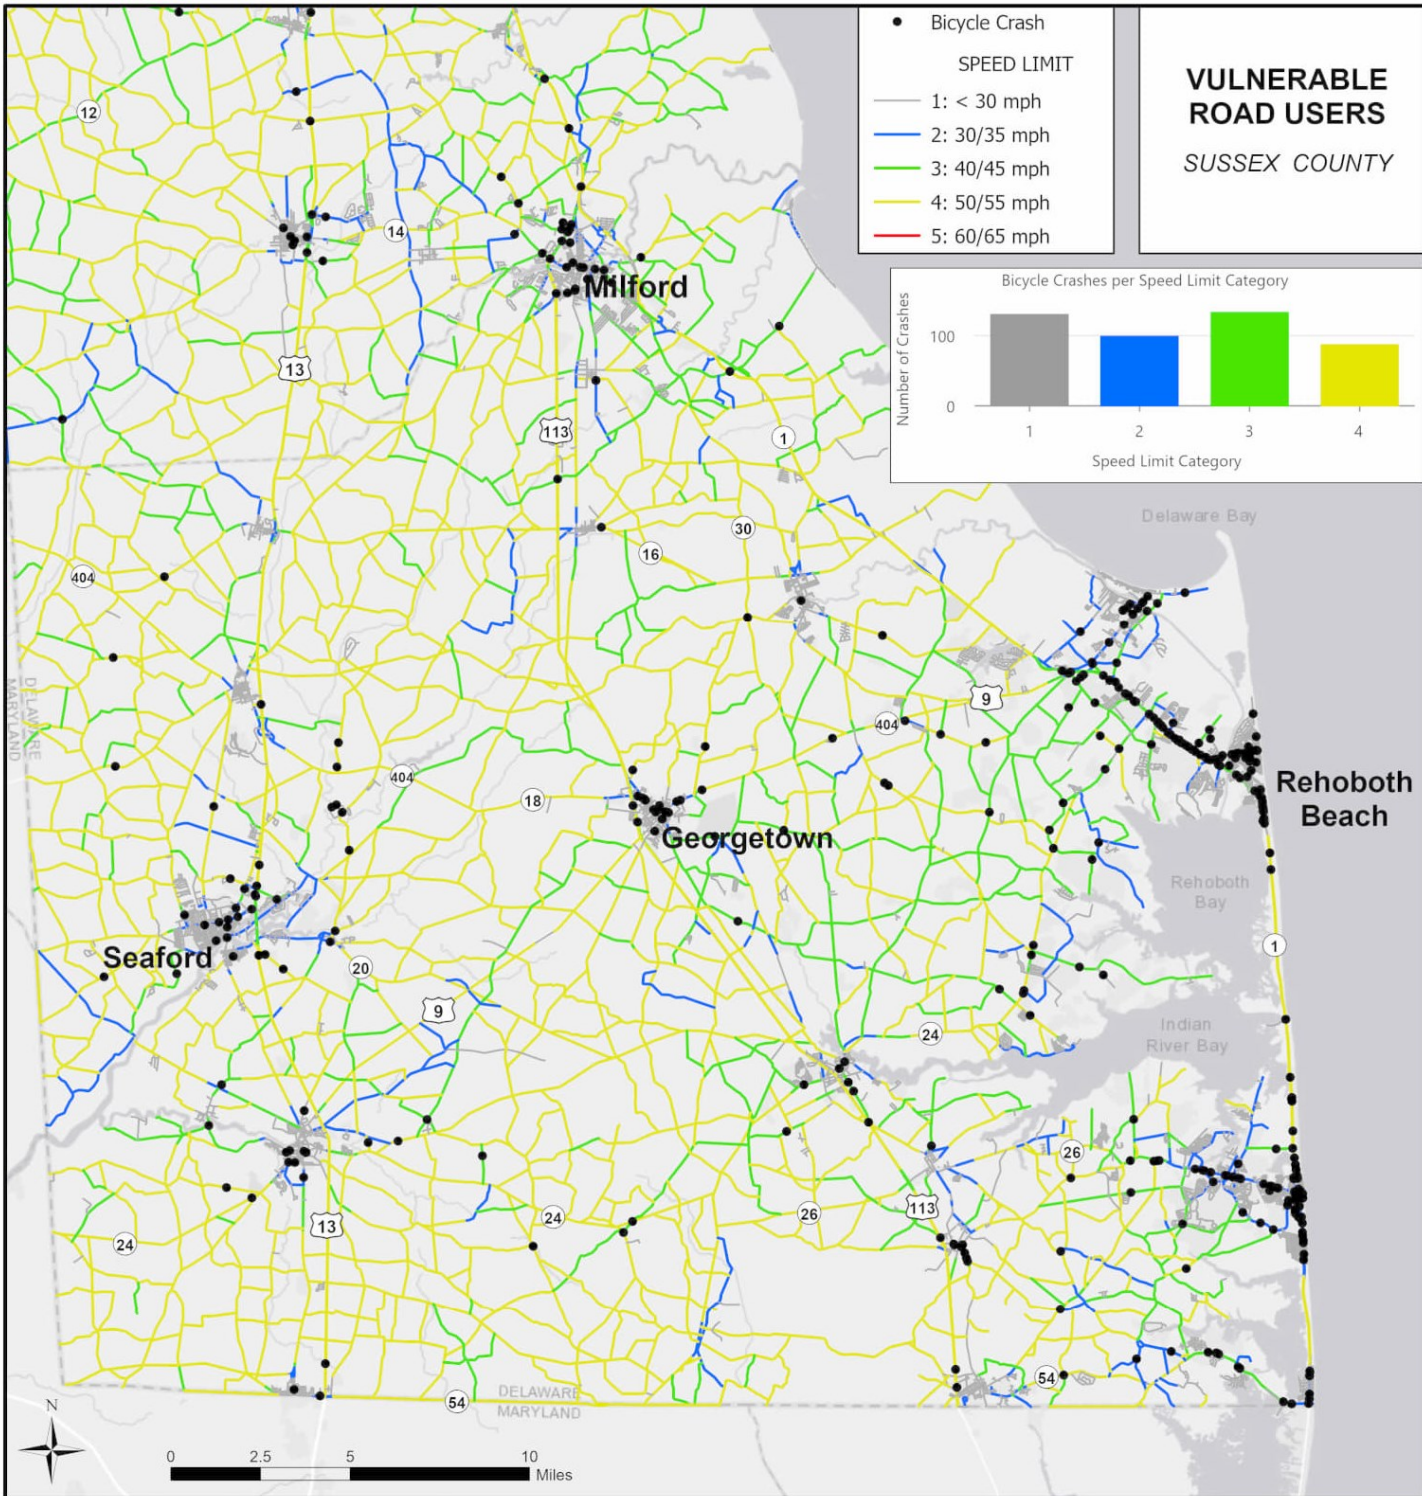 Bicycle Crash
SPEED LIMIT
1: < 30 mph
2: 30/35 mph
3: 40/45 mph
4: 50/55 mph
5: 60/65 mph
VULNERABLE
ROAD USERS
SUSSEX COUNTY
Bicycle Crashes per Speed Limit Category
Number of Crashes
100
0
1 2 3 4
Speed Limit Category
12
14
Milford
13
113
1
Delaware Bay
30
16
404
DELAWARE
MARYLAND
9
404
404
18
Rehoboth
Beach
Georgetown
Rehoboth
Bay
1
Seaford
20
9
24
Indian
River Bay
26
113
26
24
13
24
54
54
DELAWARE
MARYLAND
N
0 2.5 5 10
Miles